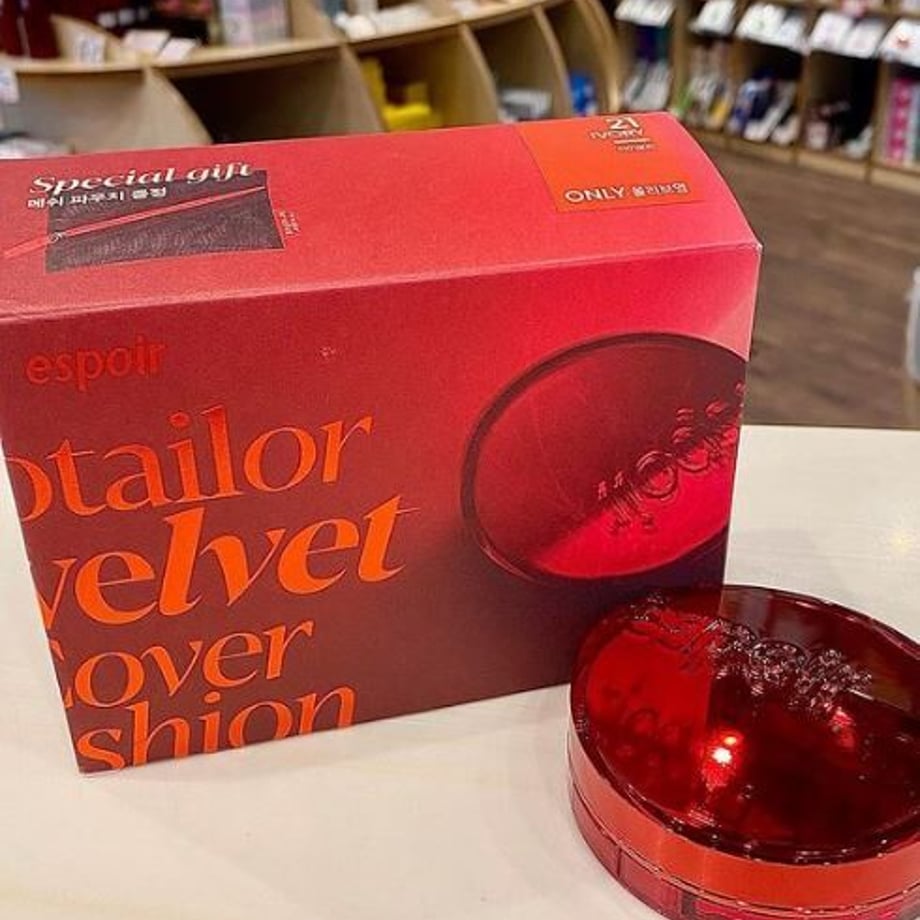 Special gift
메쉬 파우치 증정
21
IVORY
ONLY 올리브영
espoir
otailor
velvet
cover
shion
espoir